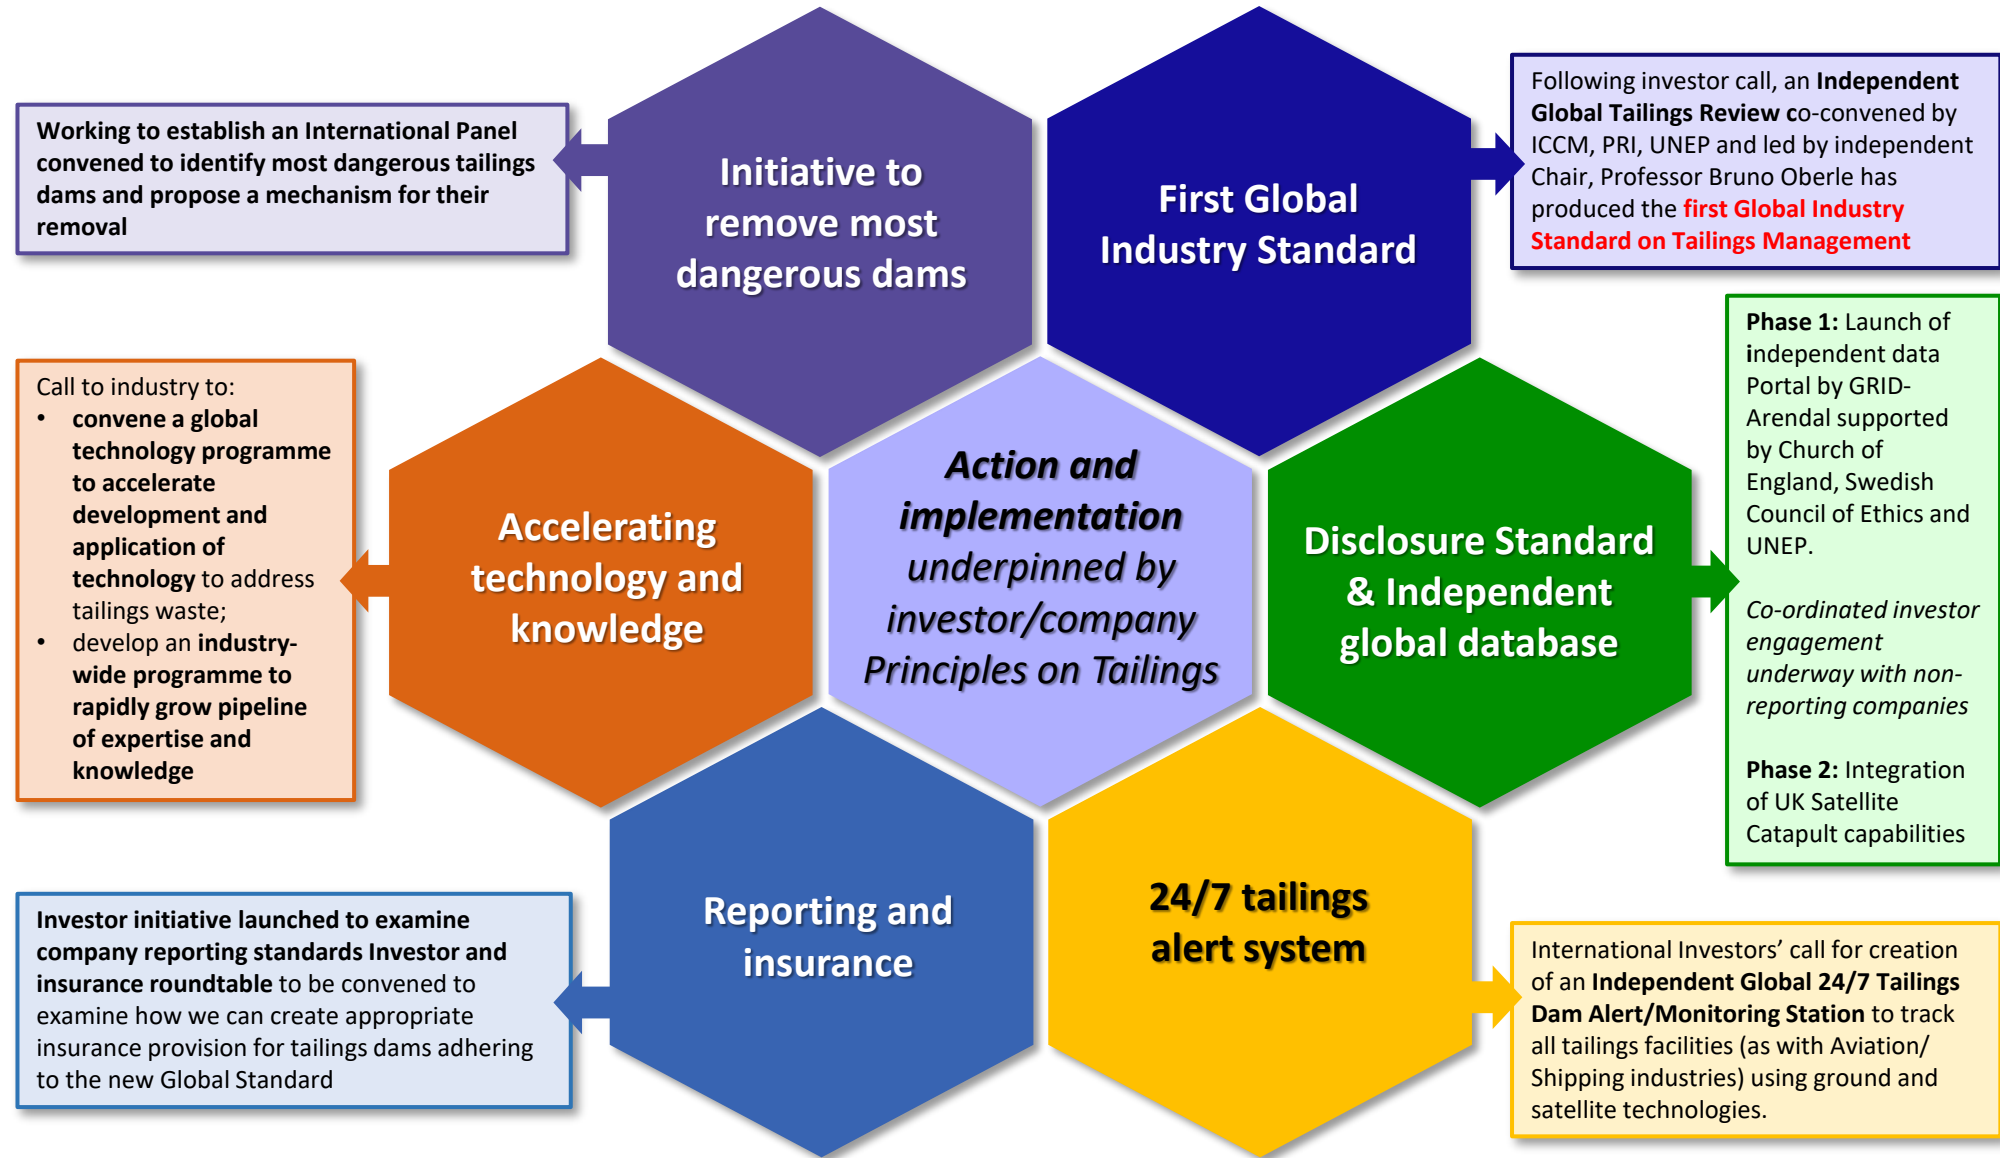 Working to establish an International Panel
convened to identify most dangerous tailings
dams and propose a mechanism for their
removal
Initiative to
remove most
dangerous dams
First Global
Industry Standard
Following investor call, an Independent
Global Tailings Review co-convened by
ICCM, PRI, UNEP and led by independent
Chair, Professor Bruno Oberle has
produced the first Global Industry
Standard on Tailings Management
Call to industry to:
• convene a global
technology programme
to accelerate
development and
application of
technology to address
tailings waste;
• develop an industry-
wide programme to
rapidly grow pipeline
of expertise and
knowledge
Accelerating
technology and
knowledge
Action and
implementation
underpinned by
investor/company
Principles on Tailings
Disclosure Standard
& Independent
global database
Phase 1: Launch of
independent data
Portal by GRID-
Arendal supported
by Church of
England, Swedish
Council of Ethics and
UNEP.
Co-ordinated investor
engagement
underway with non-
reporting companies
Phase 2: Integration
of UK Satellite
Catapult capabilities
Investor initiative launched to examine
company reporting standards Investor and
insurance roundtable to be convened to
examine how we can create appropriate
insurance provision for tailings dams adhering
to the new Global Standard
Reporting and
insurance
24/7 tailings
alert system
International Investors’ call for creation
of an Independent Global 24/7 Tailings
Dam Alert/Monitoring Station to track
all tailings facilities (as with Aviation/
Shipping industries) using ground and
satellite technologies.